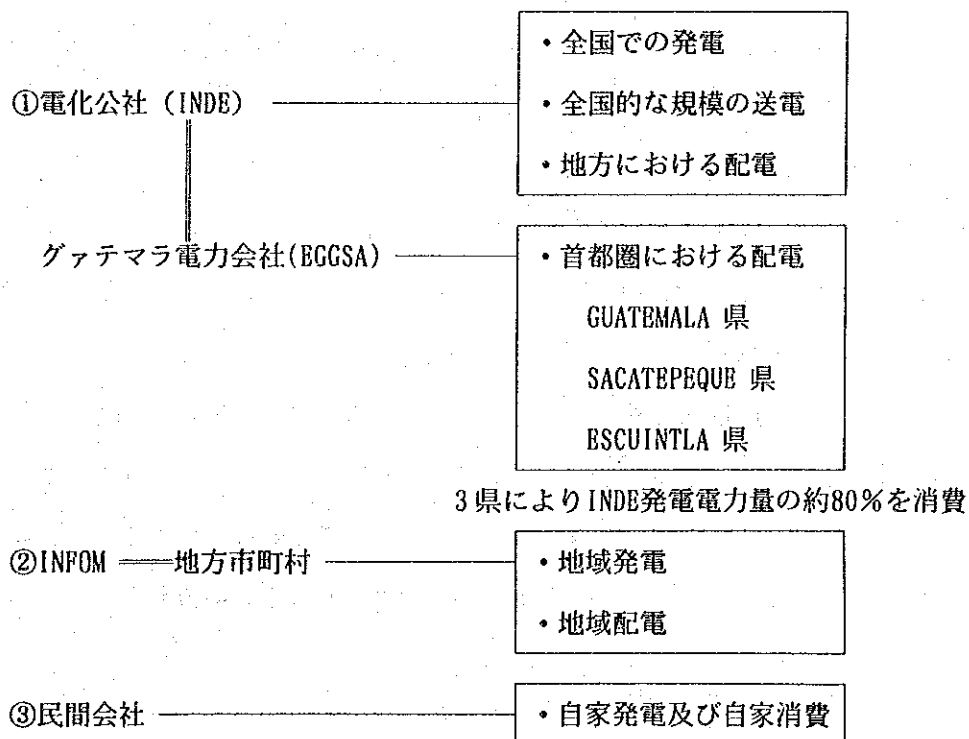 ・全国での発電
①電化公社 (INDE)
・全国的な規模の送電
・地方における配電
グァテマラ電力会社(EGGSA)
・首都圏における配電
GUATEMALA 県
SACATEPEQUE 県
ESCUINTLA 県
3県によりINDE発電電力量の約80%を消費
②INFOM 地方市町村
・地域発電
・地域配電
③民間会社
・自家発電及び自家消費